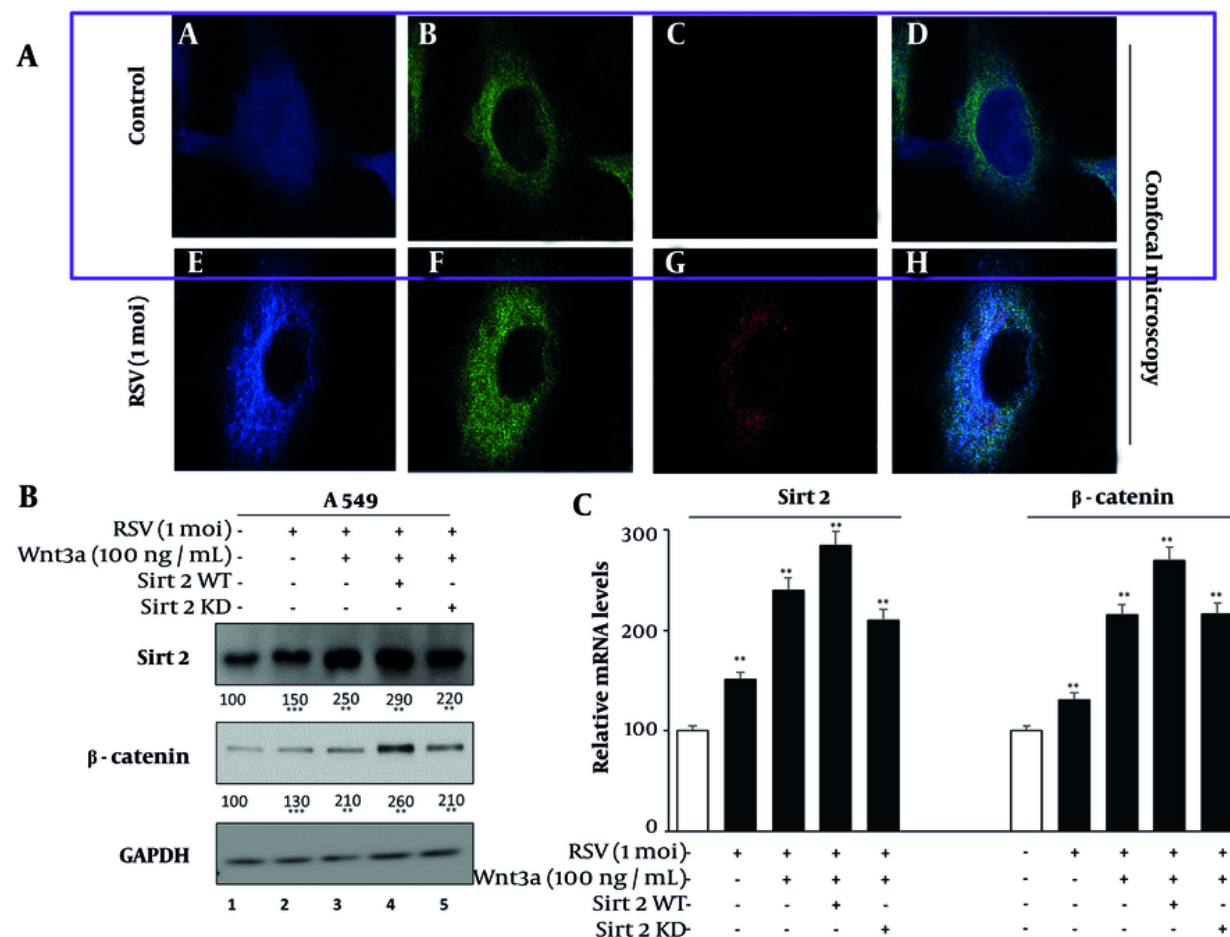 A
Control
A
B
C
D
RSV (1 moi)
E
F
G
H
Confocal microscopy
B
A 549
RSV (1 moi) - + + + +
Wnt3a (100 ng / mL) - - + + +
Sirt 2 WT - - - + -
Sirt 2 KD - - - - +
Sirt 2
100 150 250 290 220
*** ** ** **
β - catenin
100 130 210 260 210
*** ** ** **
GAPDH
1 2 3 4 5
C
Sirt 2
β - catenin
Relative mRNA levels
300
200
100
0
** ** ** **
** ** ** **
RSV (1 moi) - + + + + - + + + +
Wnt3a (100 ng / mL) - - + + + - - + + +
Sirt 2 WT - - - + - - - - + -
Sirt 2 KD - - - - + - - - - +